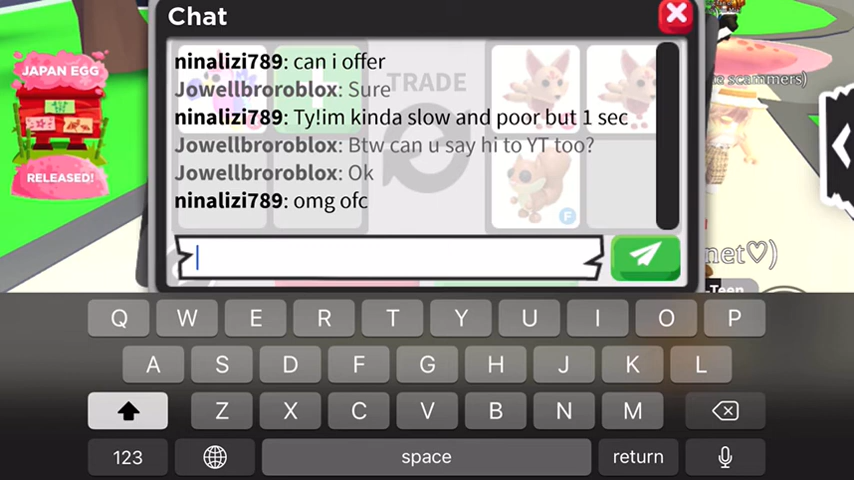 Chat
ninalizi789: can i offer
Jowellbroroblox: Sure
ninalizi789: Ty!im kinda slow and poor but 1 sec
Jowellbroroblox: Btw can u say hi to YT too?
Jowellbroroblox: Ok
ninalizi789: omg ofc
TRADE
JAPAN EGG
RELEASED!
scammers)
net♡)
-Teen
F
Q W E R T Y U I O P
A S D F G H J K L
Z X C V B N M
123 space return